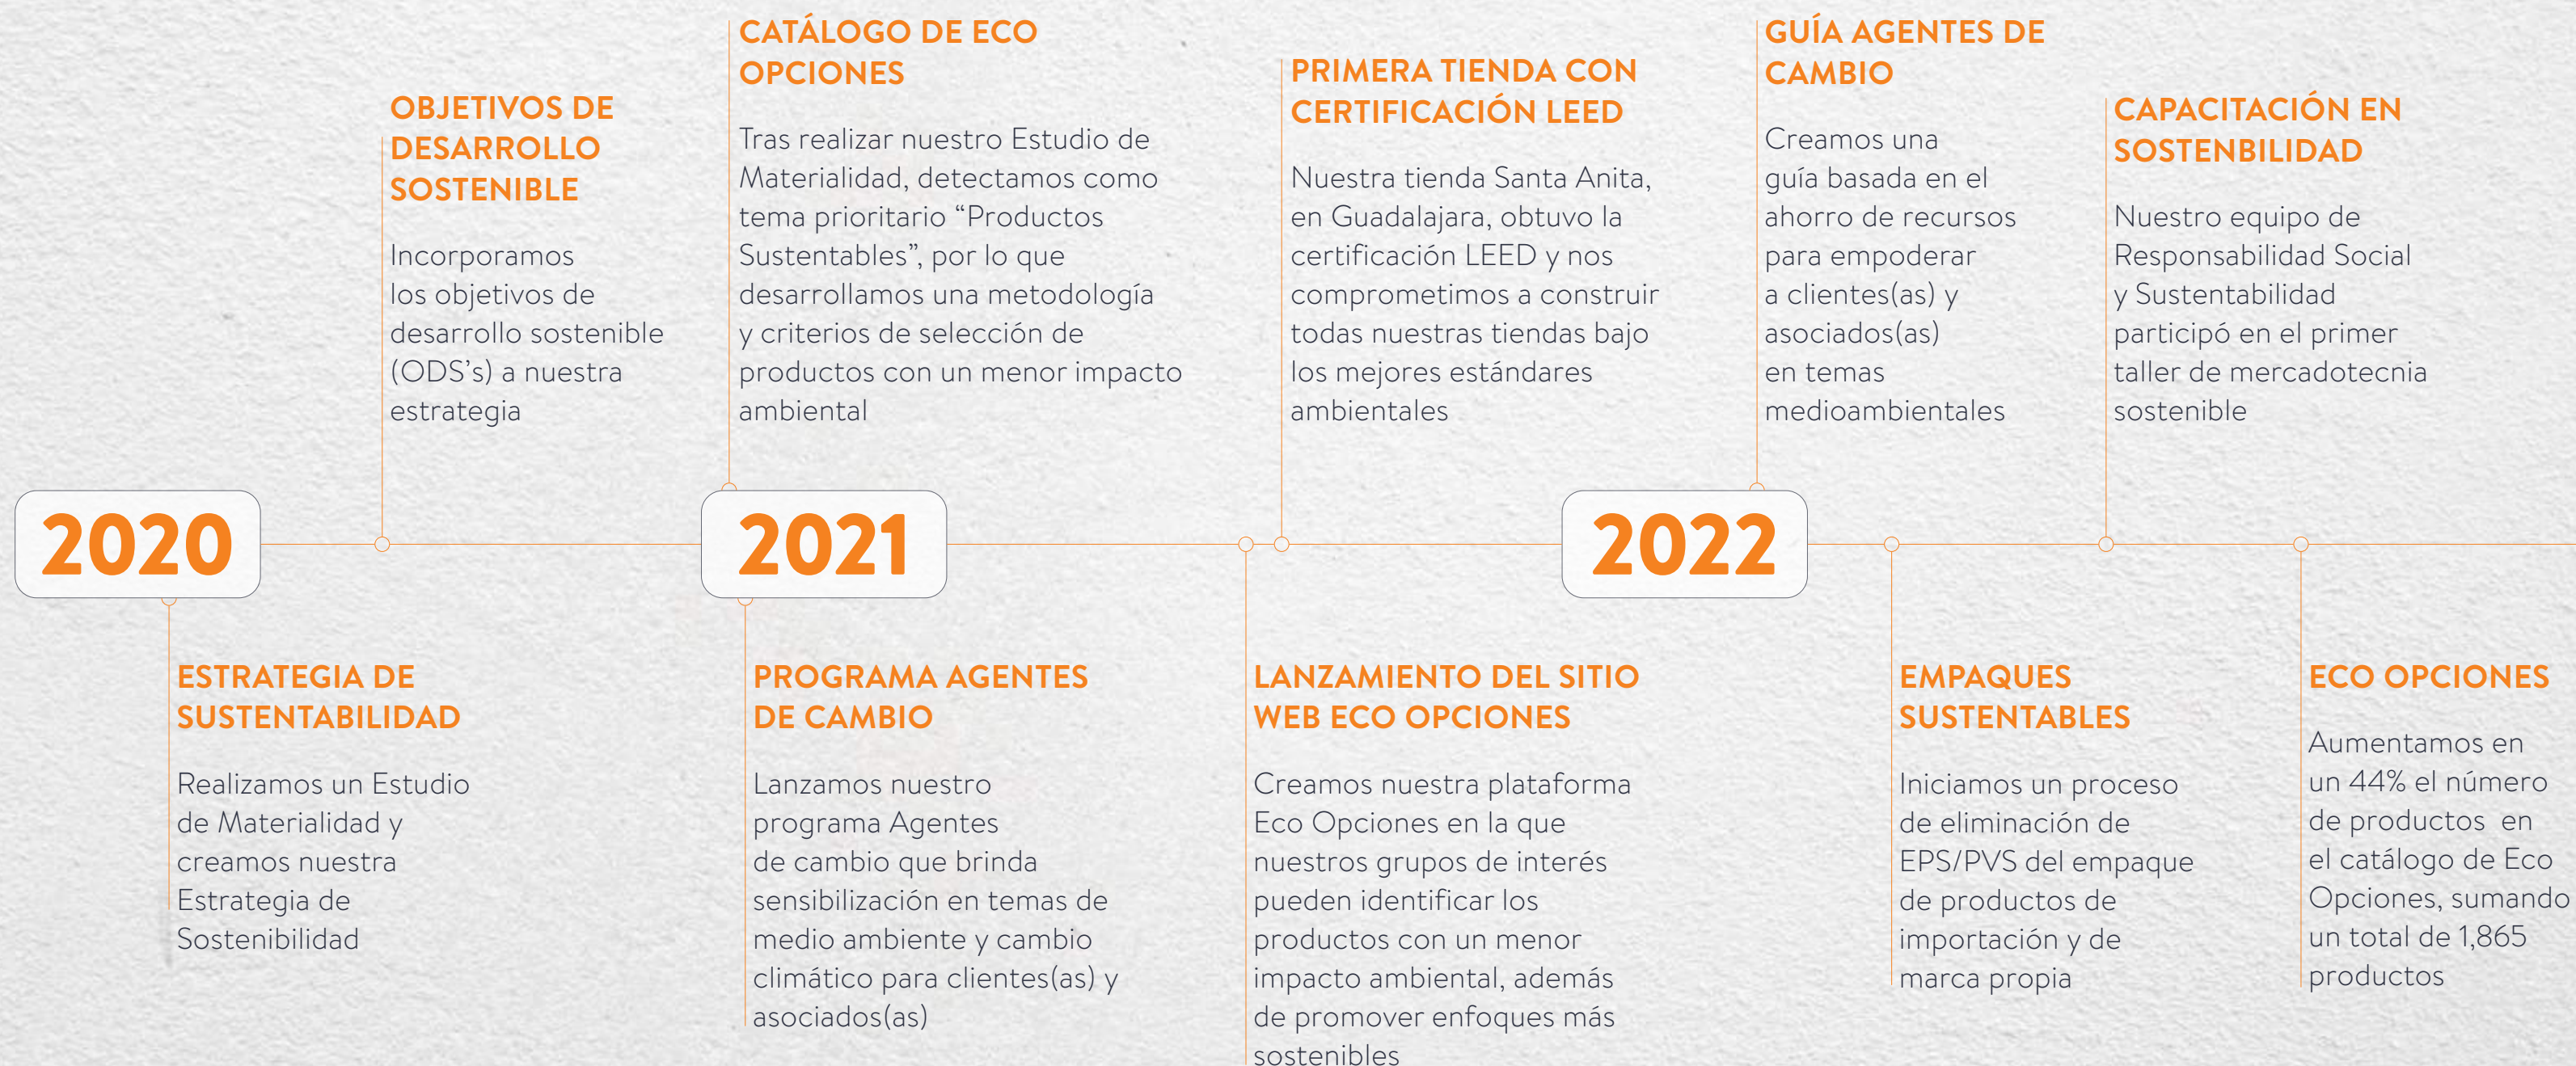 2020
ESTRATEGIA DE
SUSTENTABILIDAD
Realizamos un Estudio
de Materialidad y
creamos nuestra
Estrategia de
Sostenibilidad
OBJETIVOS DE
DESARROLLO
SOSTENIBLE
Incorporamos
los objetivos de
desarrollo sostenible
(ODS's) a nuestra
estrategia
2021
CATÁLOGO DE ECO
OPCIONES
Tras realizar nuestro Estudio de
Materialidad, detectamos como
tema prioritario “Productos
Sustentables”, por lo que
desarrollamos una metodología
y criterios de selección de
productos con un menor impacto
ambiental
PROGRAMA AGENTES
DE CAMBIO
Lanzamos nuestro
programa Agentes
de cambio que brinda
sensibilización en temas de
medio ambiente y cambio
climático para clientes(as) y
asociados(as)
LANZAMIENTO DEL SITIO
WEB ECO OPCIONES
Creamos nuestra plataforma
Eco Opciones en la que
nuestros grupos de interés
pueden identificar los
productos con un menor
impacto ambiental, además
de promover enfoques más
sostenibles
PRIMERA TIENDA CON
CERTIFICACIÓN LEED
Nuestra tienda Santa Anita,
en Guadalajara, obtuvo la
certificación LEED y nos
comprometimos a construir
todas nuestras tiendas bajo
los mejores estándares
ambientales
2022
GUÍA AGENTES DE
CAMBIO
Creamos una
guía basada en el
ahorro de recursos
para empoderar
a clientes(as) y
asociados(as)
en temas
medioambientales
EMPAQUES
SUSTENTABLES
Iniciamos un proceso
de eliminación de
EPS/PVS del empaque
de productos de
importación y de
marca propia
CAPACITACIÓN EN
SOSTENBILIDAD
Nuestro equipo de
Responsabilidad Social
y Sustentabilidad
participó en el primer
taller de mercadotecnia
sostenible
ECO OPCIONES
Aumentamos en
un 44% el número
de productos en
el catálogo de Eco
Opciones, sumando
un total de 1,865
productos